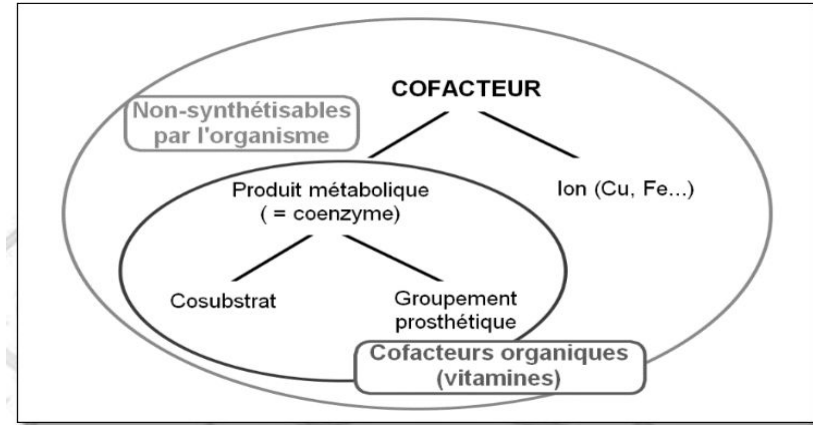 COFACTEUR
Non-synthétisables
par l'organisme
Produit métabolique
( = coenzyme)
Ion (Cu, Fe...)
Cosubstrat
Groupement
prosthétique
Cofacteurs organiques
(vitamines)